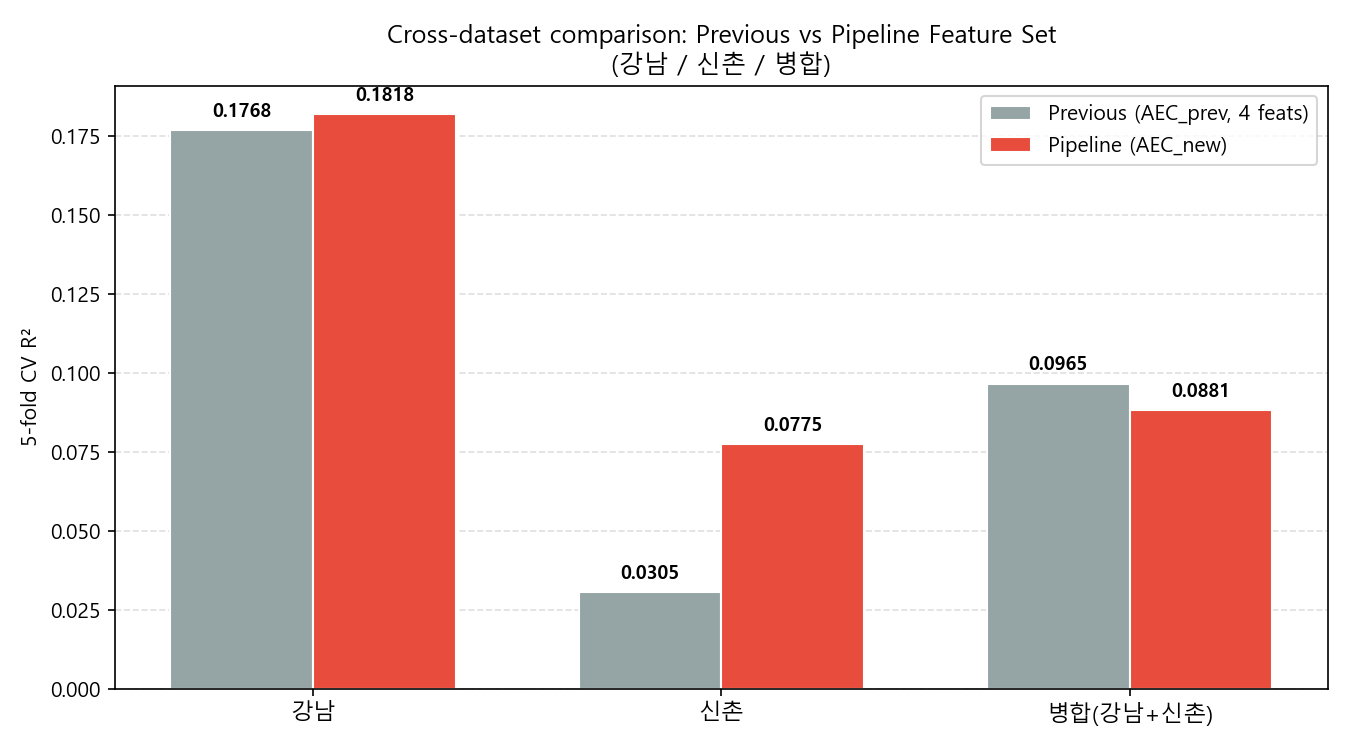 Cross-dataset comparison: Previous vs Pipeline Feature Set
(강남 / 신촌 / 병합)
Previous (AEC_prev, 4 feats)
Pipeline (AEC_new)
5-fold CV R²
0.175
0.150
0.125
0.100
0.075
0.050
0.025
0.000
0.1768
0.1818
0.0305
0.0775
0.0965
0.0881
강남
신촌
병합(강남+신촌)